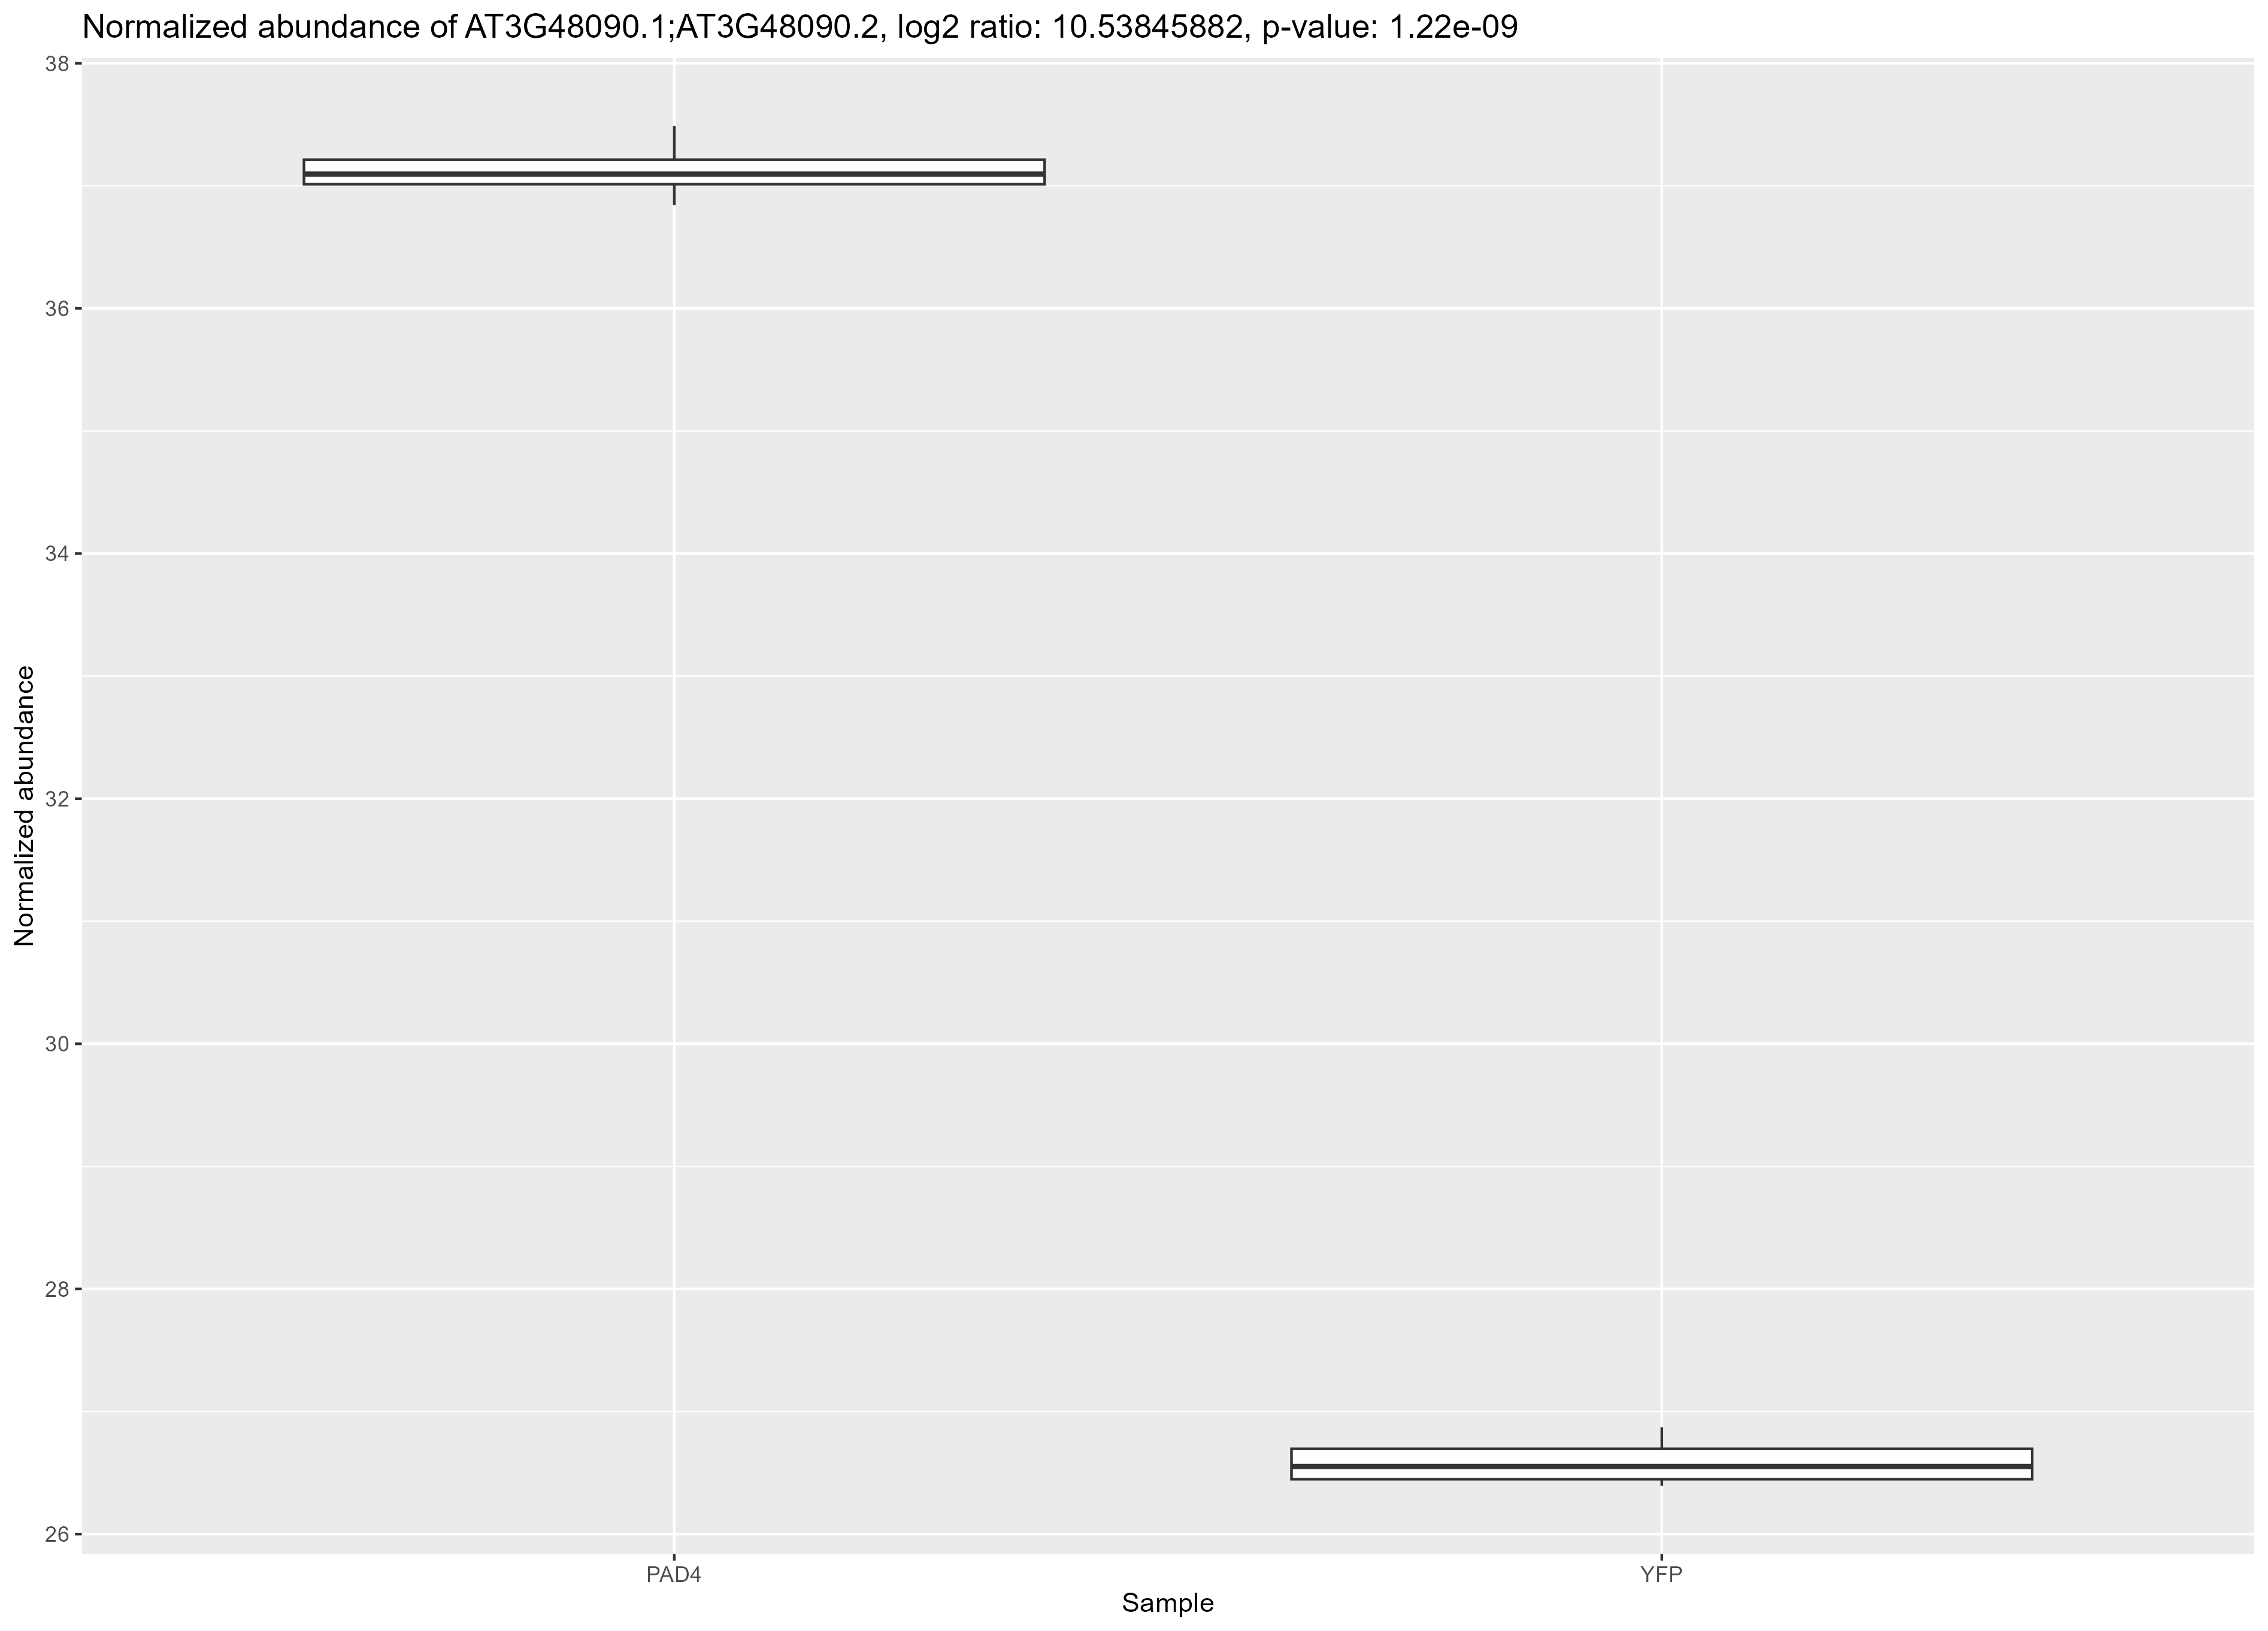 Normalized abundance of AT3G48090.1;AT3G48090.2, log2 ratio: 10.53845882, p-value: 1.22e-09
38
36
34
32
30
28
26
Normalized abundance
PAD4
YFP
Sample